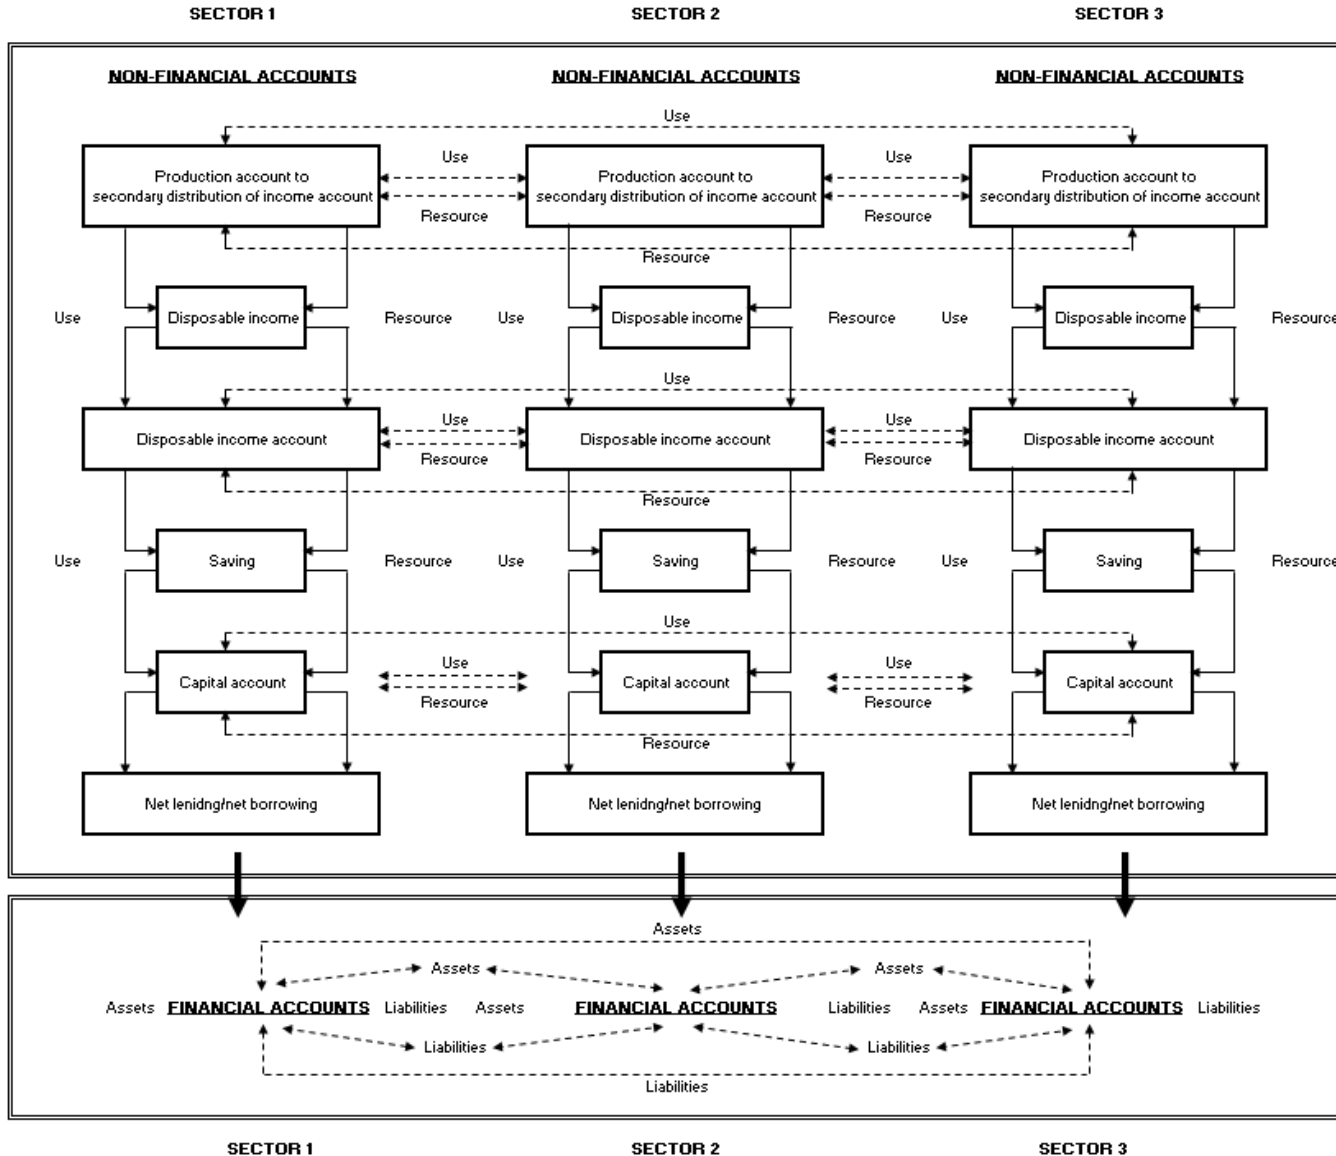 SECTOR 1 SECTOR 2 SECTOR 3
NON-FINANCIAL ACCOUNTS NON-FINANCIAL ACCOUNTS NON-FINANCIAL ACCOUNTS
Use
Use Use
Production account to Production account to Production account to
secondary distribution of income account secondary distribution of income account secondary distribution of income account
Resource Resource
Resource
Use Disposable income Resource Use Disposable income Resource Use Disposable income Resource
Use
Use Use
Disposable income account Disposable income account Disposable income account
Resource Resource
Resource
Use Saving Resource Use Saving Resource Use Saving Resource
Use
Use Use
Capital account Capital account Capital account
Resource Resource
Resource
Net lenidng/net borrowing Net lenidng/net borrowing Net lenidng/net borrowing
Assets
Assets Assets
Assets FINANCIAL ACCOUNTS Liabilities Assets FINANCIAL ACCOUNTS Liabilities Assets FINANCIAL ACCOUNTS Liabilities
Liabilities Liabilities
Liabilities
SECTOR 1 SECTOR 2 SECTOR 3